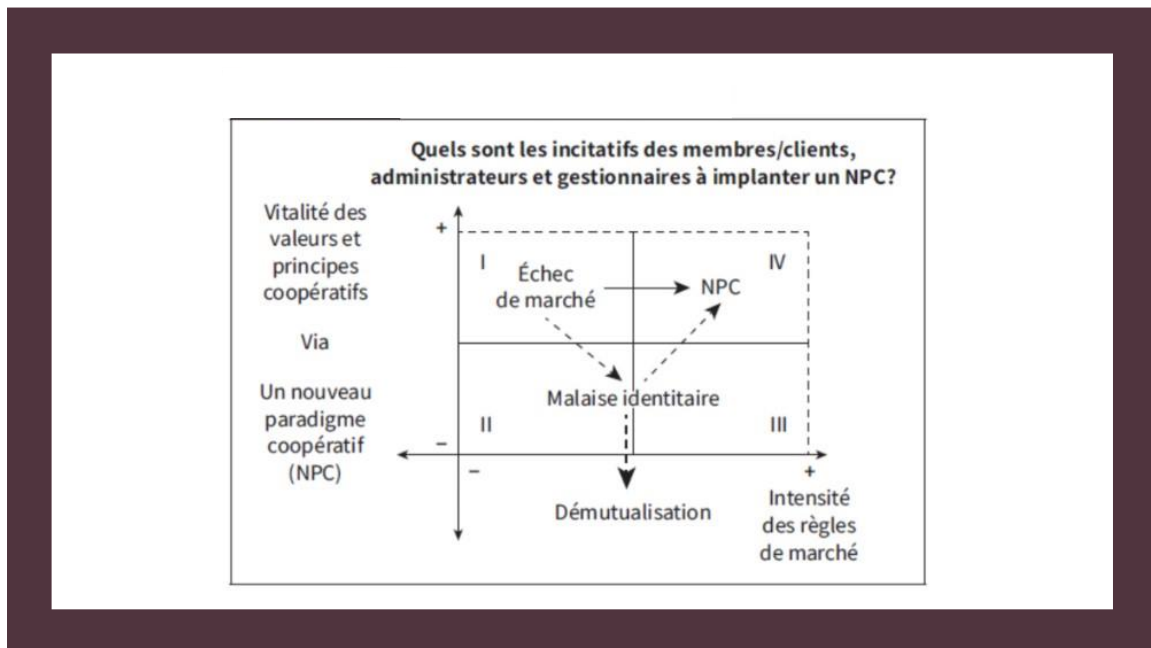 Quels sont les incitatifs des membres/clients,
administrateurs et gestionnaires à implanter un NPC?
Vitalité des
valeurs et
principes
coopératifs
Via
Un nouveau
paradigme
coopératif
(NPC)
+
I
Échec
de marché
IV
NPC
Malaise identitaire
II
III
–
–
+
Démutualisation
Intensité
des règles
de marché